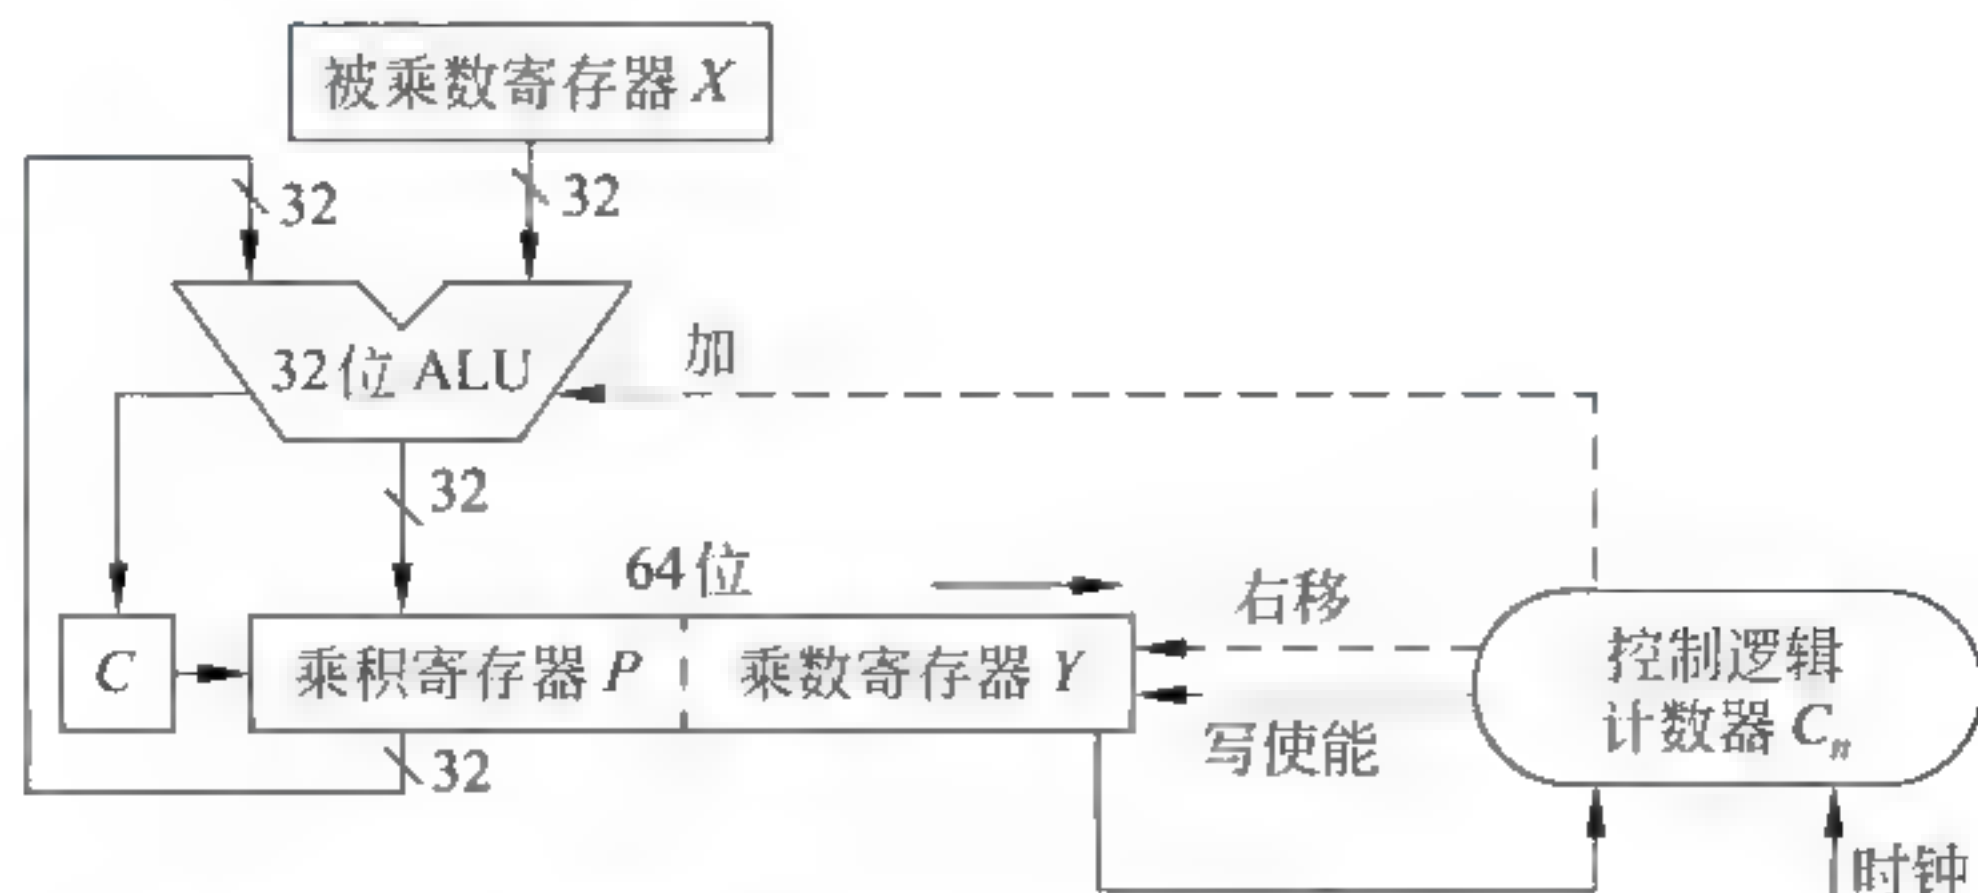 被乘数寄存器 X
32
32
32位 ALU
加
32
64位
右移
C
乘积寄存器 P
乘数寄存器 Y
控制逻辑
计数器 Cn
写使能
32
时钟